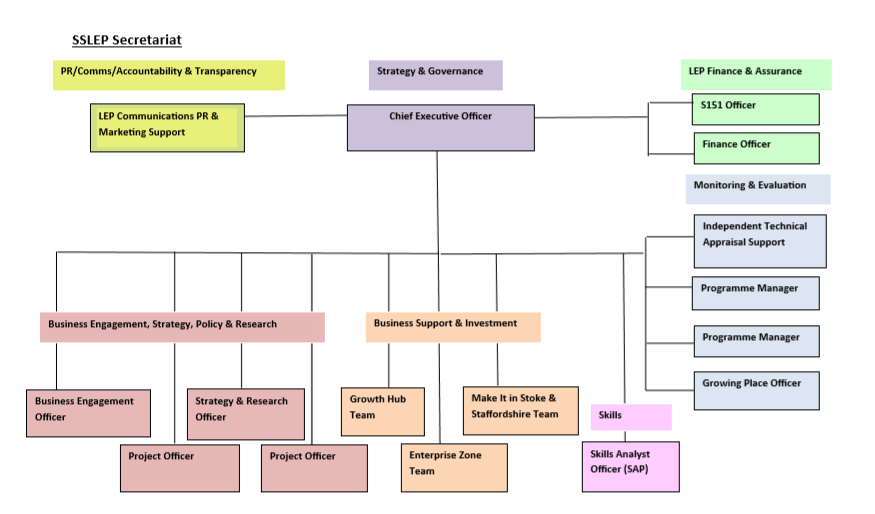 SSLEP Secretariat
PR/Comms/Accountability & Transparency
Strategy & Governance
LEP Finance & Assurance
LEP Communications PR &
Marketing Support
Chief Executive Officer
S151 Officer
Finance Officer
Monitoring & Evaluation
Independent Technical
Appraisal Support
Programme Manager
Programme Manager
Growing Place Officer
Business Engagement, Strategy, Policy & Research
Business Support & Investment
Business Engagement
Officer
Strategy & Research
Officer
Growth Hub
Team
Make It in Stoke &
Staffordshire Team
Skills
Project Officer
Project Officer
Enterprise Zone
Team
Skills Analyst
Officer (SAP)